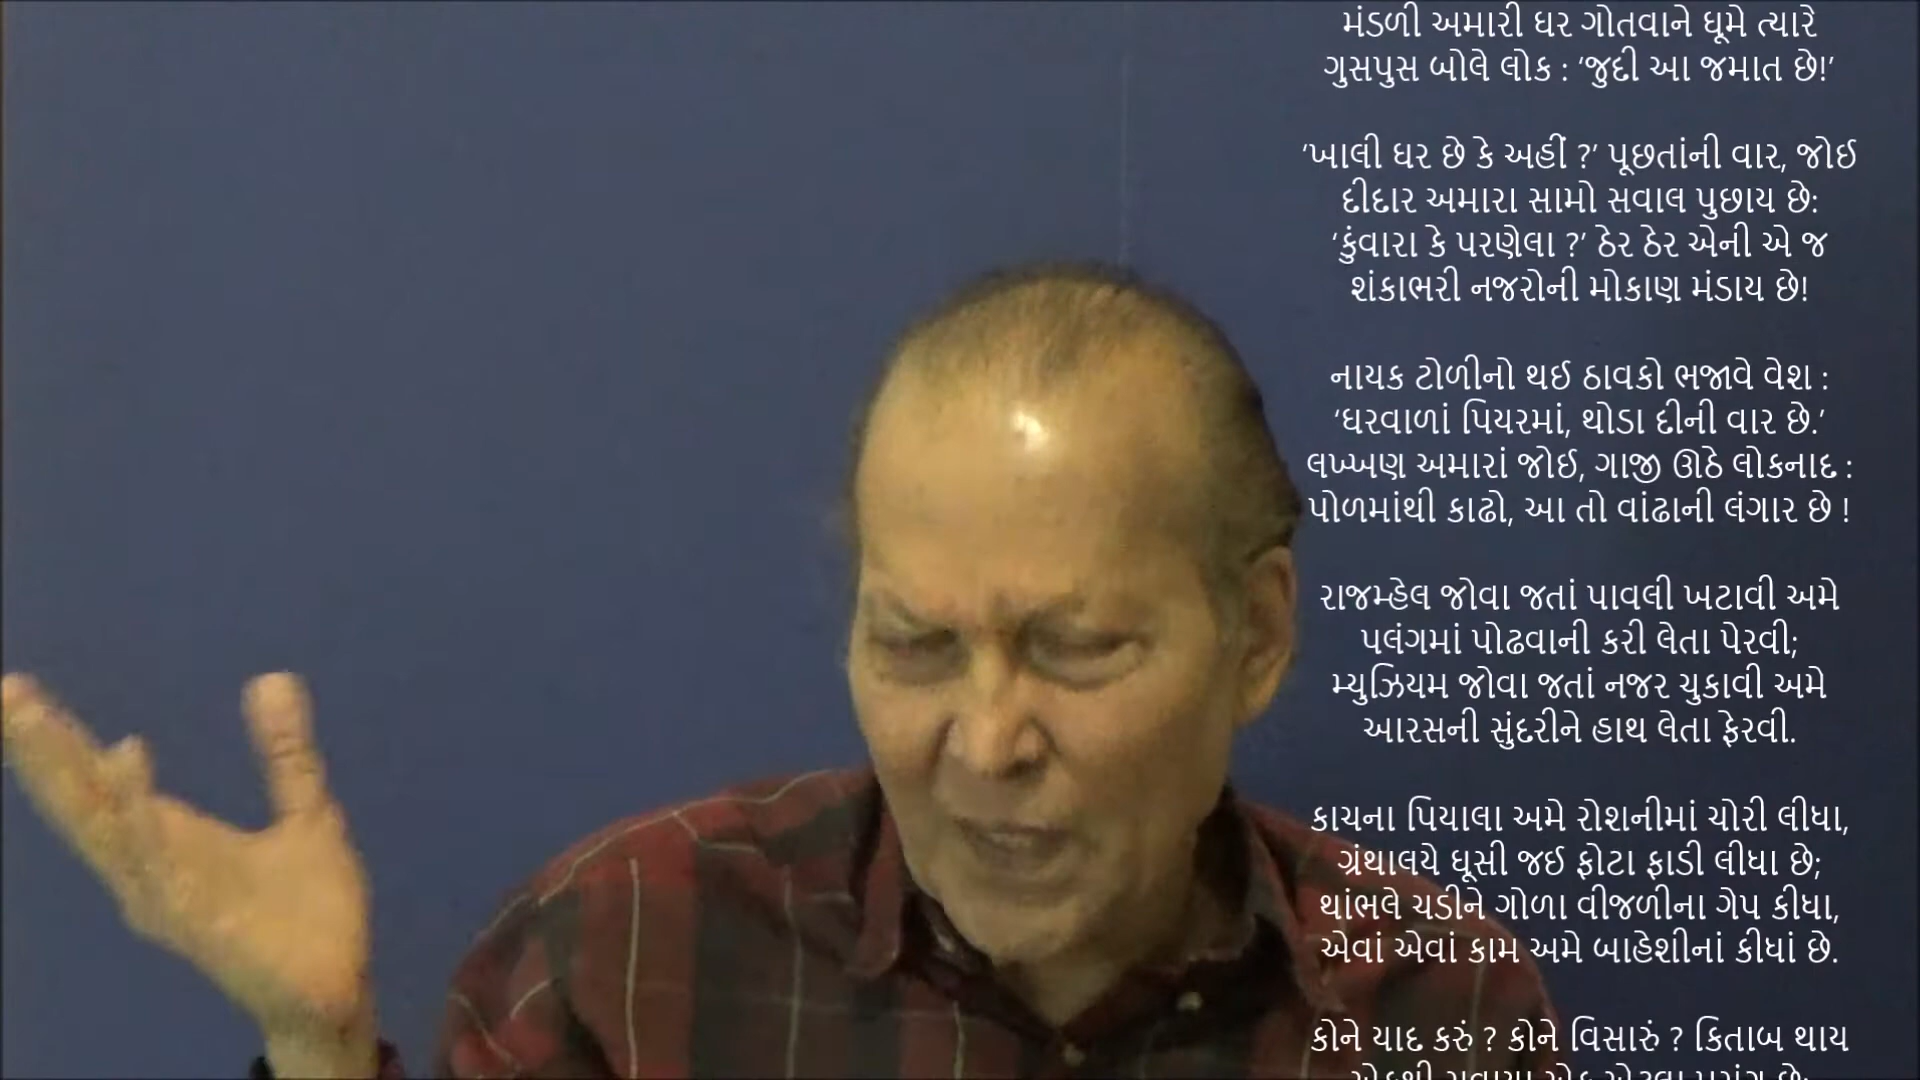 મંડળી અમારી ઘર ગોતવાને ઘૂમે ત્યારે
ગુસપુસ બોલે લોક : ‘જુદી આ જમાત છે!’
‘ખાલી ઘર છે કે અહીં ?’ પૂછતાંની વાર, જોઈ
દીદાર અમારા સામો સવાલ પુછાય છે:
‘કુંવારા કે પરણેલા ?’ ઠેર ઠેર એની એ જ
શંકાભરી નજરોની મોકાણ મંડાય છે!
નાયક ટોળીનો થઈ ઠાવકો ભજાવે વેશ :
‘ઘરવાળાં પિયરમાં, થોડા દીની વાર છે.’
લખ્ખણ અમારાં જોઈ, ગાજી ઊઠે લોકનાદ :
પોળમાંથી કાઢો, આ તો વાંઢાની લંગાર છે !
રાજમ્હેલ જોવા જતાં પાવલી ખટાવી અમે
પલંગમાં પોઢવાની કરી લેતા પેરવી;
મ્યુઝિયમ જોવા જતાં નજર ચુકાવી અમે
આરસની સુંદરીને હાથ લેતા ફેરવી.
કાચના પિયાલા અમે રોશનીમાં ચોરી લીધા,
ગ્રંથાલયે ઘૂસી જઈ ફોટા ફાડી લીધા છે;
થાંભલે ચડીને ગોળા વીજળીના ગેપ કીધા,
એવાં એવાં કામ અમે બાહેશીનાં કીધાં છે.
કોને યાદ કરું ? કોને વિસારું ? કિતાબ થાય